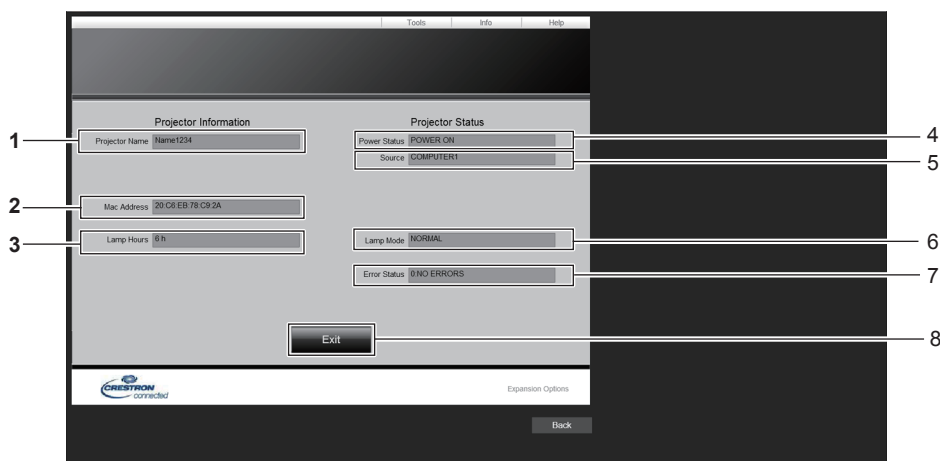 Tools Info Help
Projector Information
Projector Status
1
Projector Name Name1234
Power Status POWER ON
4
Source COMPUTER1
5
2
Mac Address 20:C6:EB:78:C9:2A
3
Lamp Hours 6 h
Lamp Mode NORMAL
6
Error Status 0:NO ERRORS
7
Exit
8
CRESTRON
connected
Expansion Options
Back